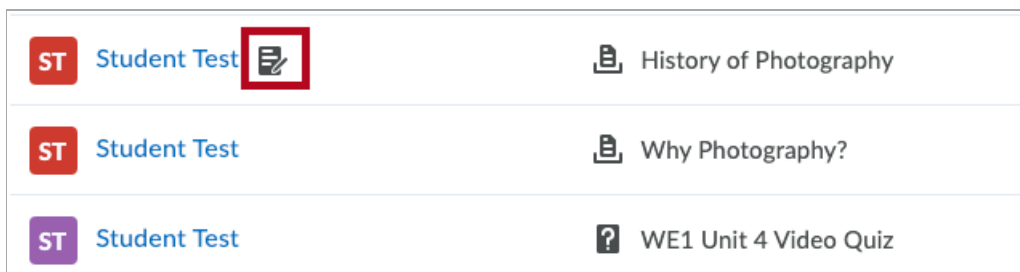 ST Student Test History of Photography
ST Student Test Why Photography?
ST Student Test ? WE1 Unit 4 Video Quiz